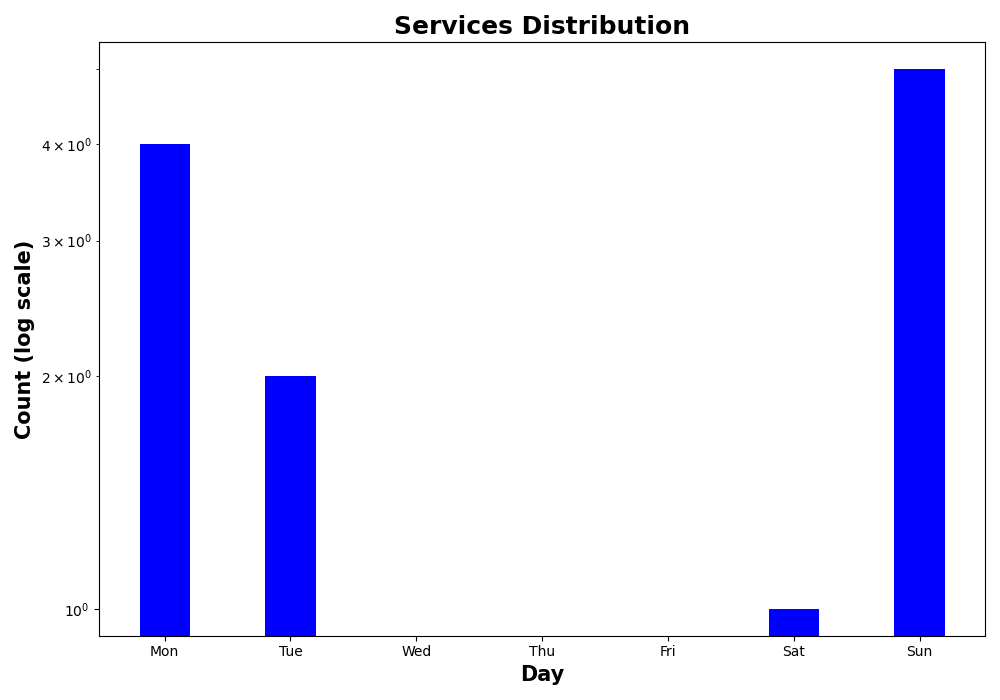 Services Distribution
Count (log scale)
4 × 10⁰
3 × 10⁰
2 × 10⁰
10⁰
Mon Tue Wed Thu Fri Sat Sun
Day